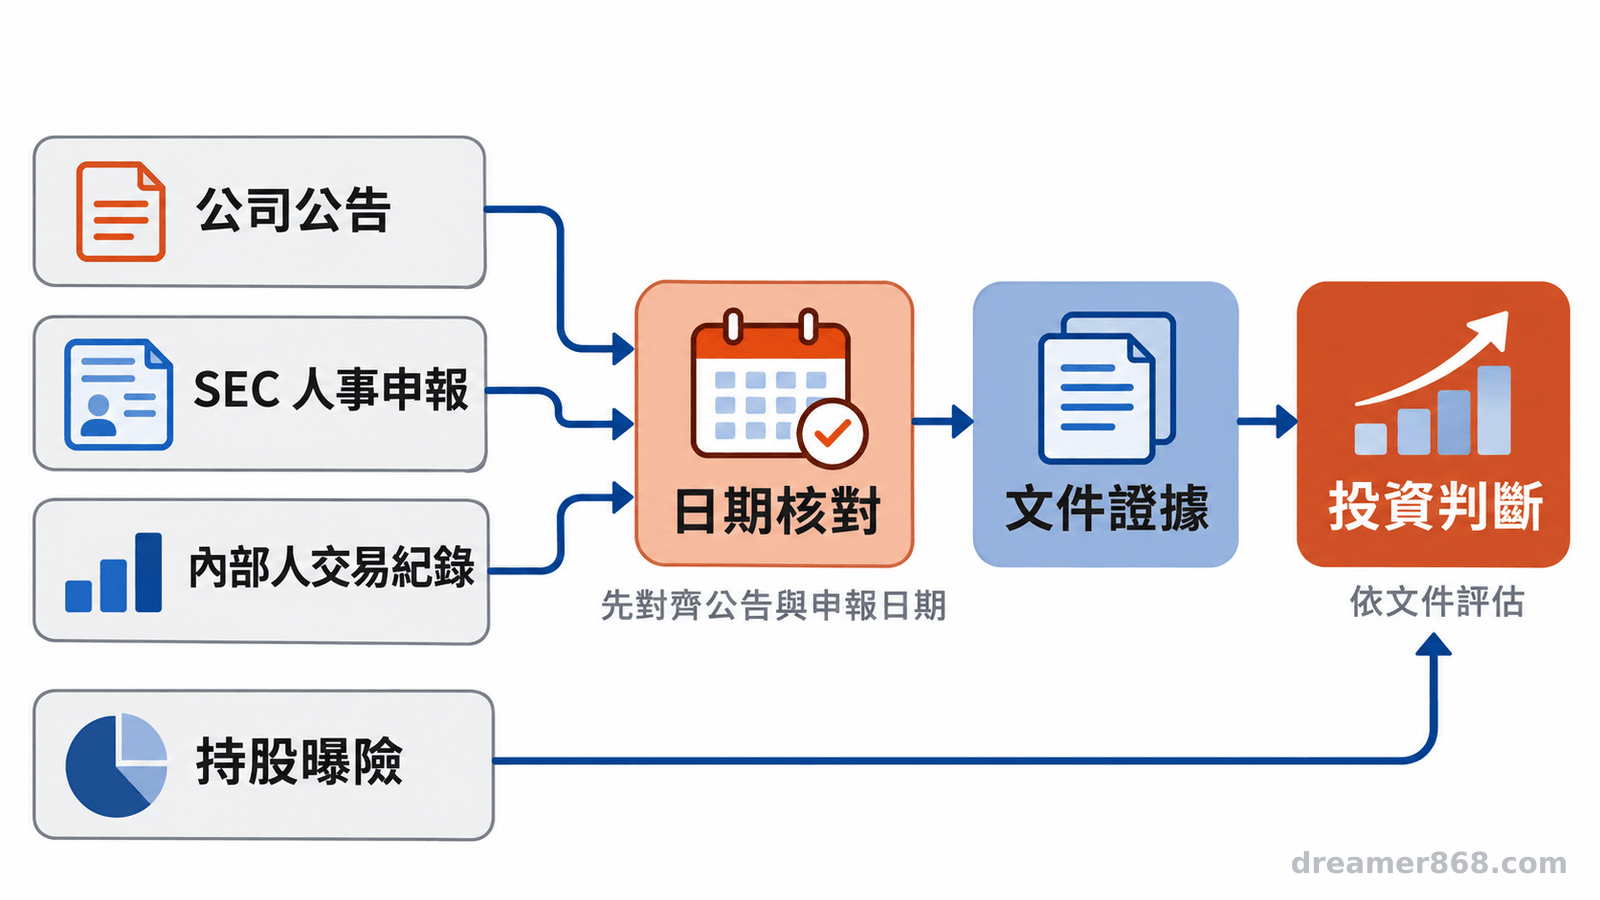 公司公告
SEC 人事申報
內部人交易紀錄
持股曝險
日期核對
先對齊公告與申報日期
文件證據
投資判斷
依文件評估
dreamer868.com